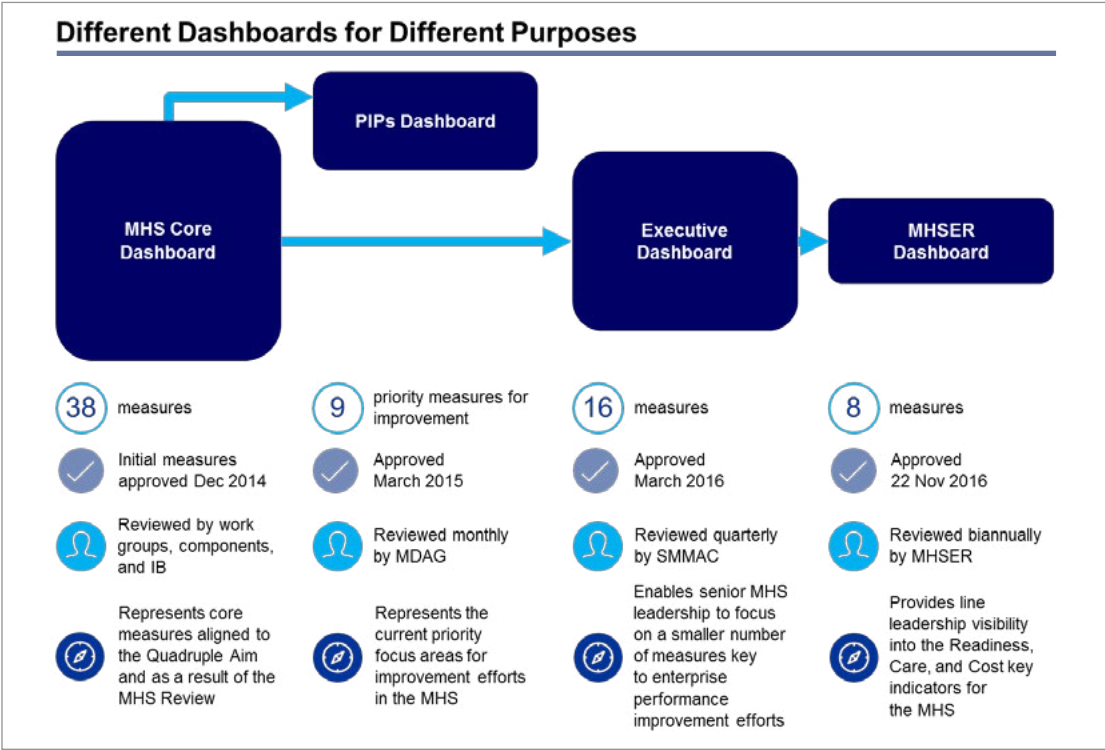 Different Dashboards for Different Purposes
PIPs Dashboard
MHS Core
Dashboard
Executive
Dashboard
MHSER
Dashboard
38
measures
Initial measures
approved Dec 2014
Reviewed by work
groups, components,
and IB
Represents core
measures aligned to
the Quadruple Aim
and as a result of the
MHS Review
9
priority measures for
improvement
Approved
March 2015
Reviewed monthly
by MDAG
Represents the
current priority
focus areas for
improvement efforts
in the MHS
16
measures
Approved
March 2016
Reviewed quarterly
by SMMAC
Enables senior MHS
leadership to focus
on a smaller number
of measures key
to enterprise
performance
improvement efforts
8
measures
Approved
22 Nov 2016
Reviewed biannually
by MHSER
Provides line
leadership visibility
into the Readiness,
Care, and Cost key
indicators for
the MHS